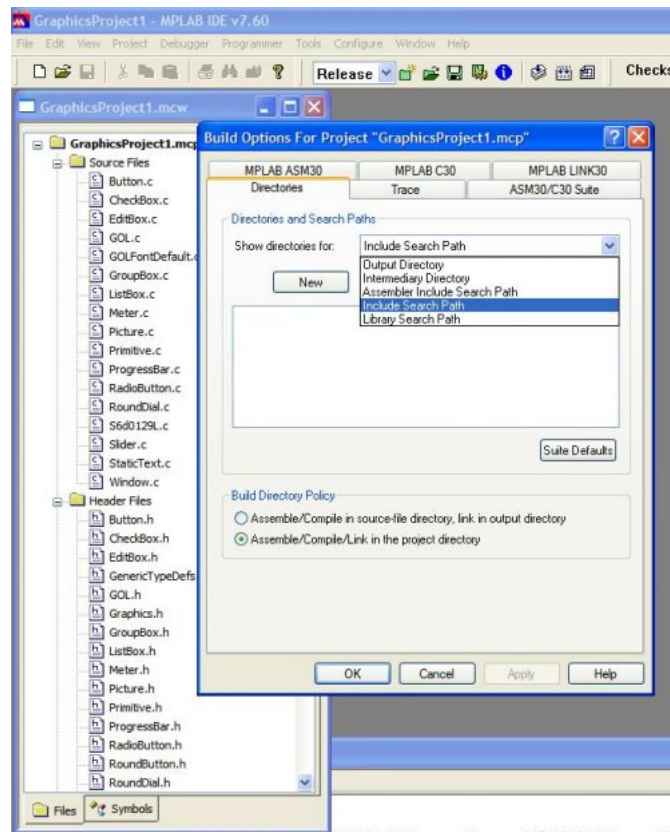 GraphicsProject1 - MPLAB IDE v7.60
File Edit View Project Debugger Programmer Tools Configure Window Help
Release Checks
GraphicsProject1.mcw
GraphicsProject1.mcp
Source Files
Button.c
CheckBox.c
EditBox.c
GOL.c
GOLFontDefault.c
GroupBox.c
ListBox.c
Meter.c
Picture.c
Primitive.c
ProgressBar.c
RadioButton.c
RoundDial.c
S6d0129L.c
Slider.c
StaticText.c
Window.c
Header Files
Button.h
CheckBox.h
EditBox.h
GenericTypeDefs
GOL.h
Graphics.h
GroupBox.h
ListBox.h
Meter.h
Picture.h
Primitive.h
ProgressBar.h
RadioButton.h
RoundButton.h
RoundDial.h
Files Symbols
Build Options For Project "GraphicsProject1.mcp"
MPLAB ASM30 MPLAB C30 MPLAB LINK30
Directories Trace ASM30/C30 Suite
Directories and Search Paths
Show directories for: Include Search Path
Output Directory
New Intermediary Directory
Assembler Include Search Path
Include Search Path
Library Search Path
Suite Defaults
Build Directory Policy
Assemble/Compile in source-file directory, link in output directory
Assemble/Compile/Link in the project directory
OK Cancel Apply Help